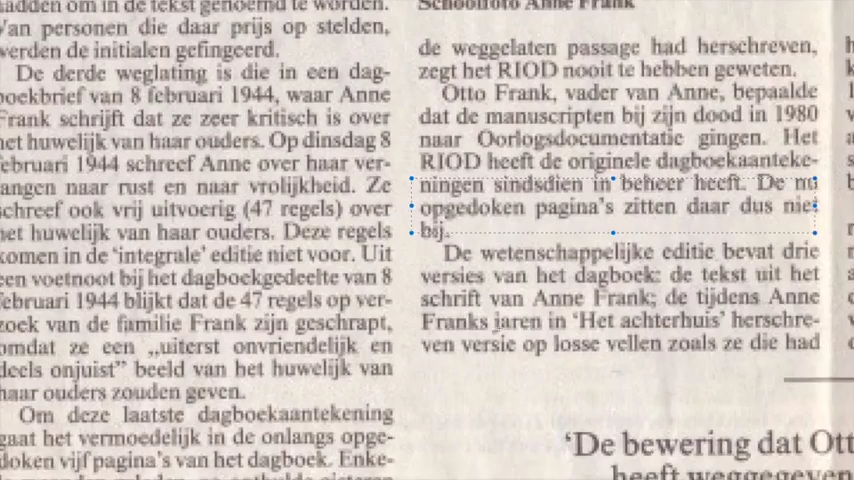 hadden om in de tekst genoemd te worden.
Van personen die daar prijs op stelden,
werden de initialen gefingeerd.
De derde weglating is die in een dag-
boekbrief van 8 februari 1944, waar Anne
Frank schrijft dat ze zeer kritisch is over
het huwelijk van haar ouders. Op dinsdag 8
februari 1944 schreef Anne over haar ver-
langen naar rust en naar vrolijkheid. Ze
schreef ook vrij uitvoerig (47 regels) over
het huwelijk van haar ouders. Deze regels
komen in de 'integrale' editie niet voor. Uit
een voetnoot bij het dagboekgedeelte van 8
februari 1944 blijkt dat de 47 regels op ver-
zoek van de familie Frank zijn geschrapt,
omdat ze een „uiterst onvriendelijk en
deels onjuist" beeld van het huwelijk van
haar ouders zouden geven.
Om deze laatste dagboekaantekening
gaat het vermoedelijk in de onlangs opge-
doken vijf pagina's van het dagboek. Enke-
Schoolfoto Anne Frank
de weggelaten passage had herschreven,
zegt het RIOD nooit te hebben geweten.
Otto Frank, vader van Anne, bepaalde
dat de manuscripten bij zijn dood in 1980
naar Oorlogsdocumentatie gingen. Het
RIOD heeft de originele dagboekaanteke-
ningen sindsdien in beheer heeft. De nu
opgedoken pagina's zitten daar dus niet
bij.
De wetenschappelijke editie bevat drie
versies van het dagboek: de tekst uit het
schrift van Anne Frank; de tijdens Anne
Franks jaren in 'Het achterhuis' herschre-
ven versie op losse vellen zoals ze die had
'De bewering dat Ott
heeft weggegeven